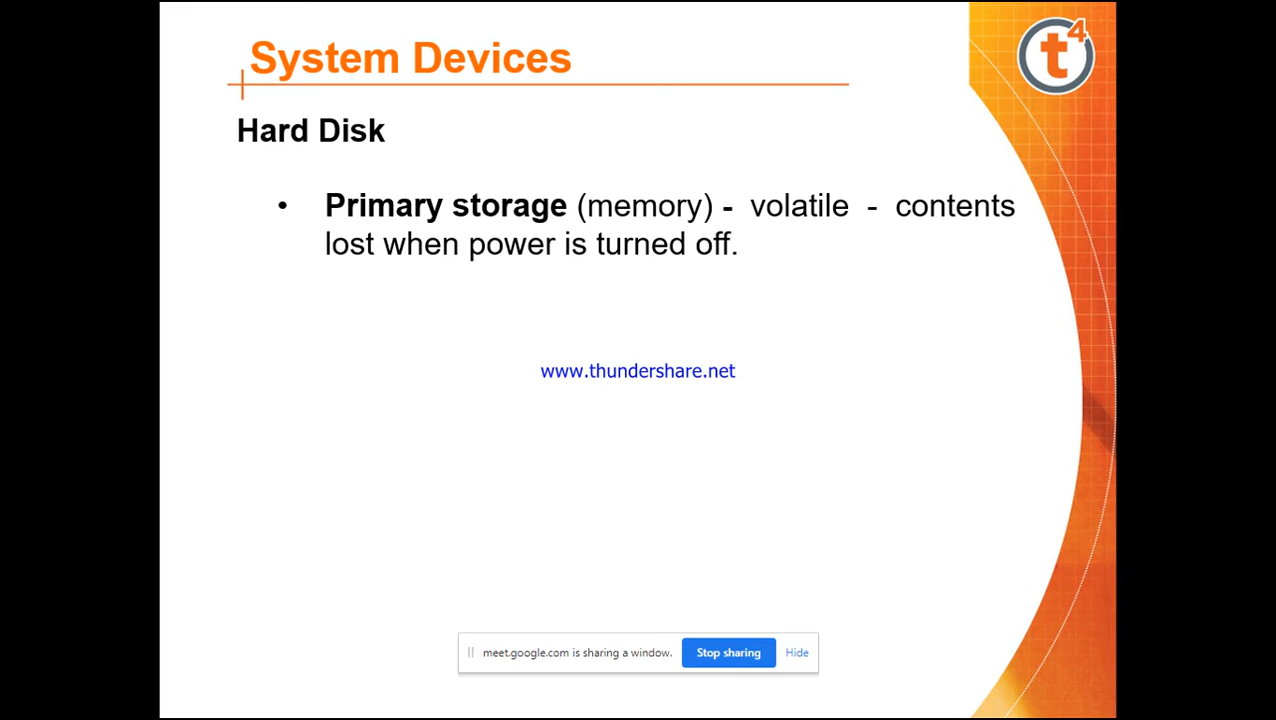 System Devices
t4
Hard Disk
• Primary storage (memory) - volatile - contents
lost when power is turned off.
www.thundershare.net
meet.google.com is sharing a window. Stop sharing Hide